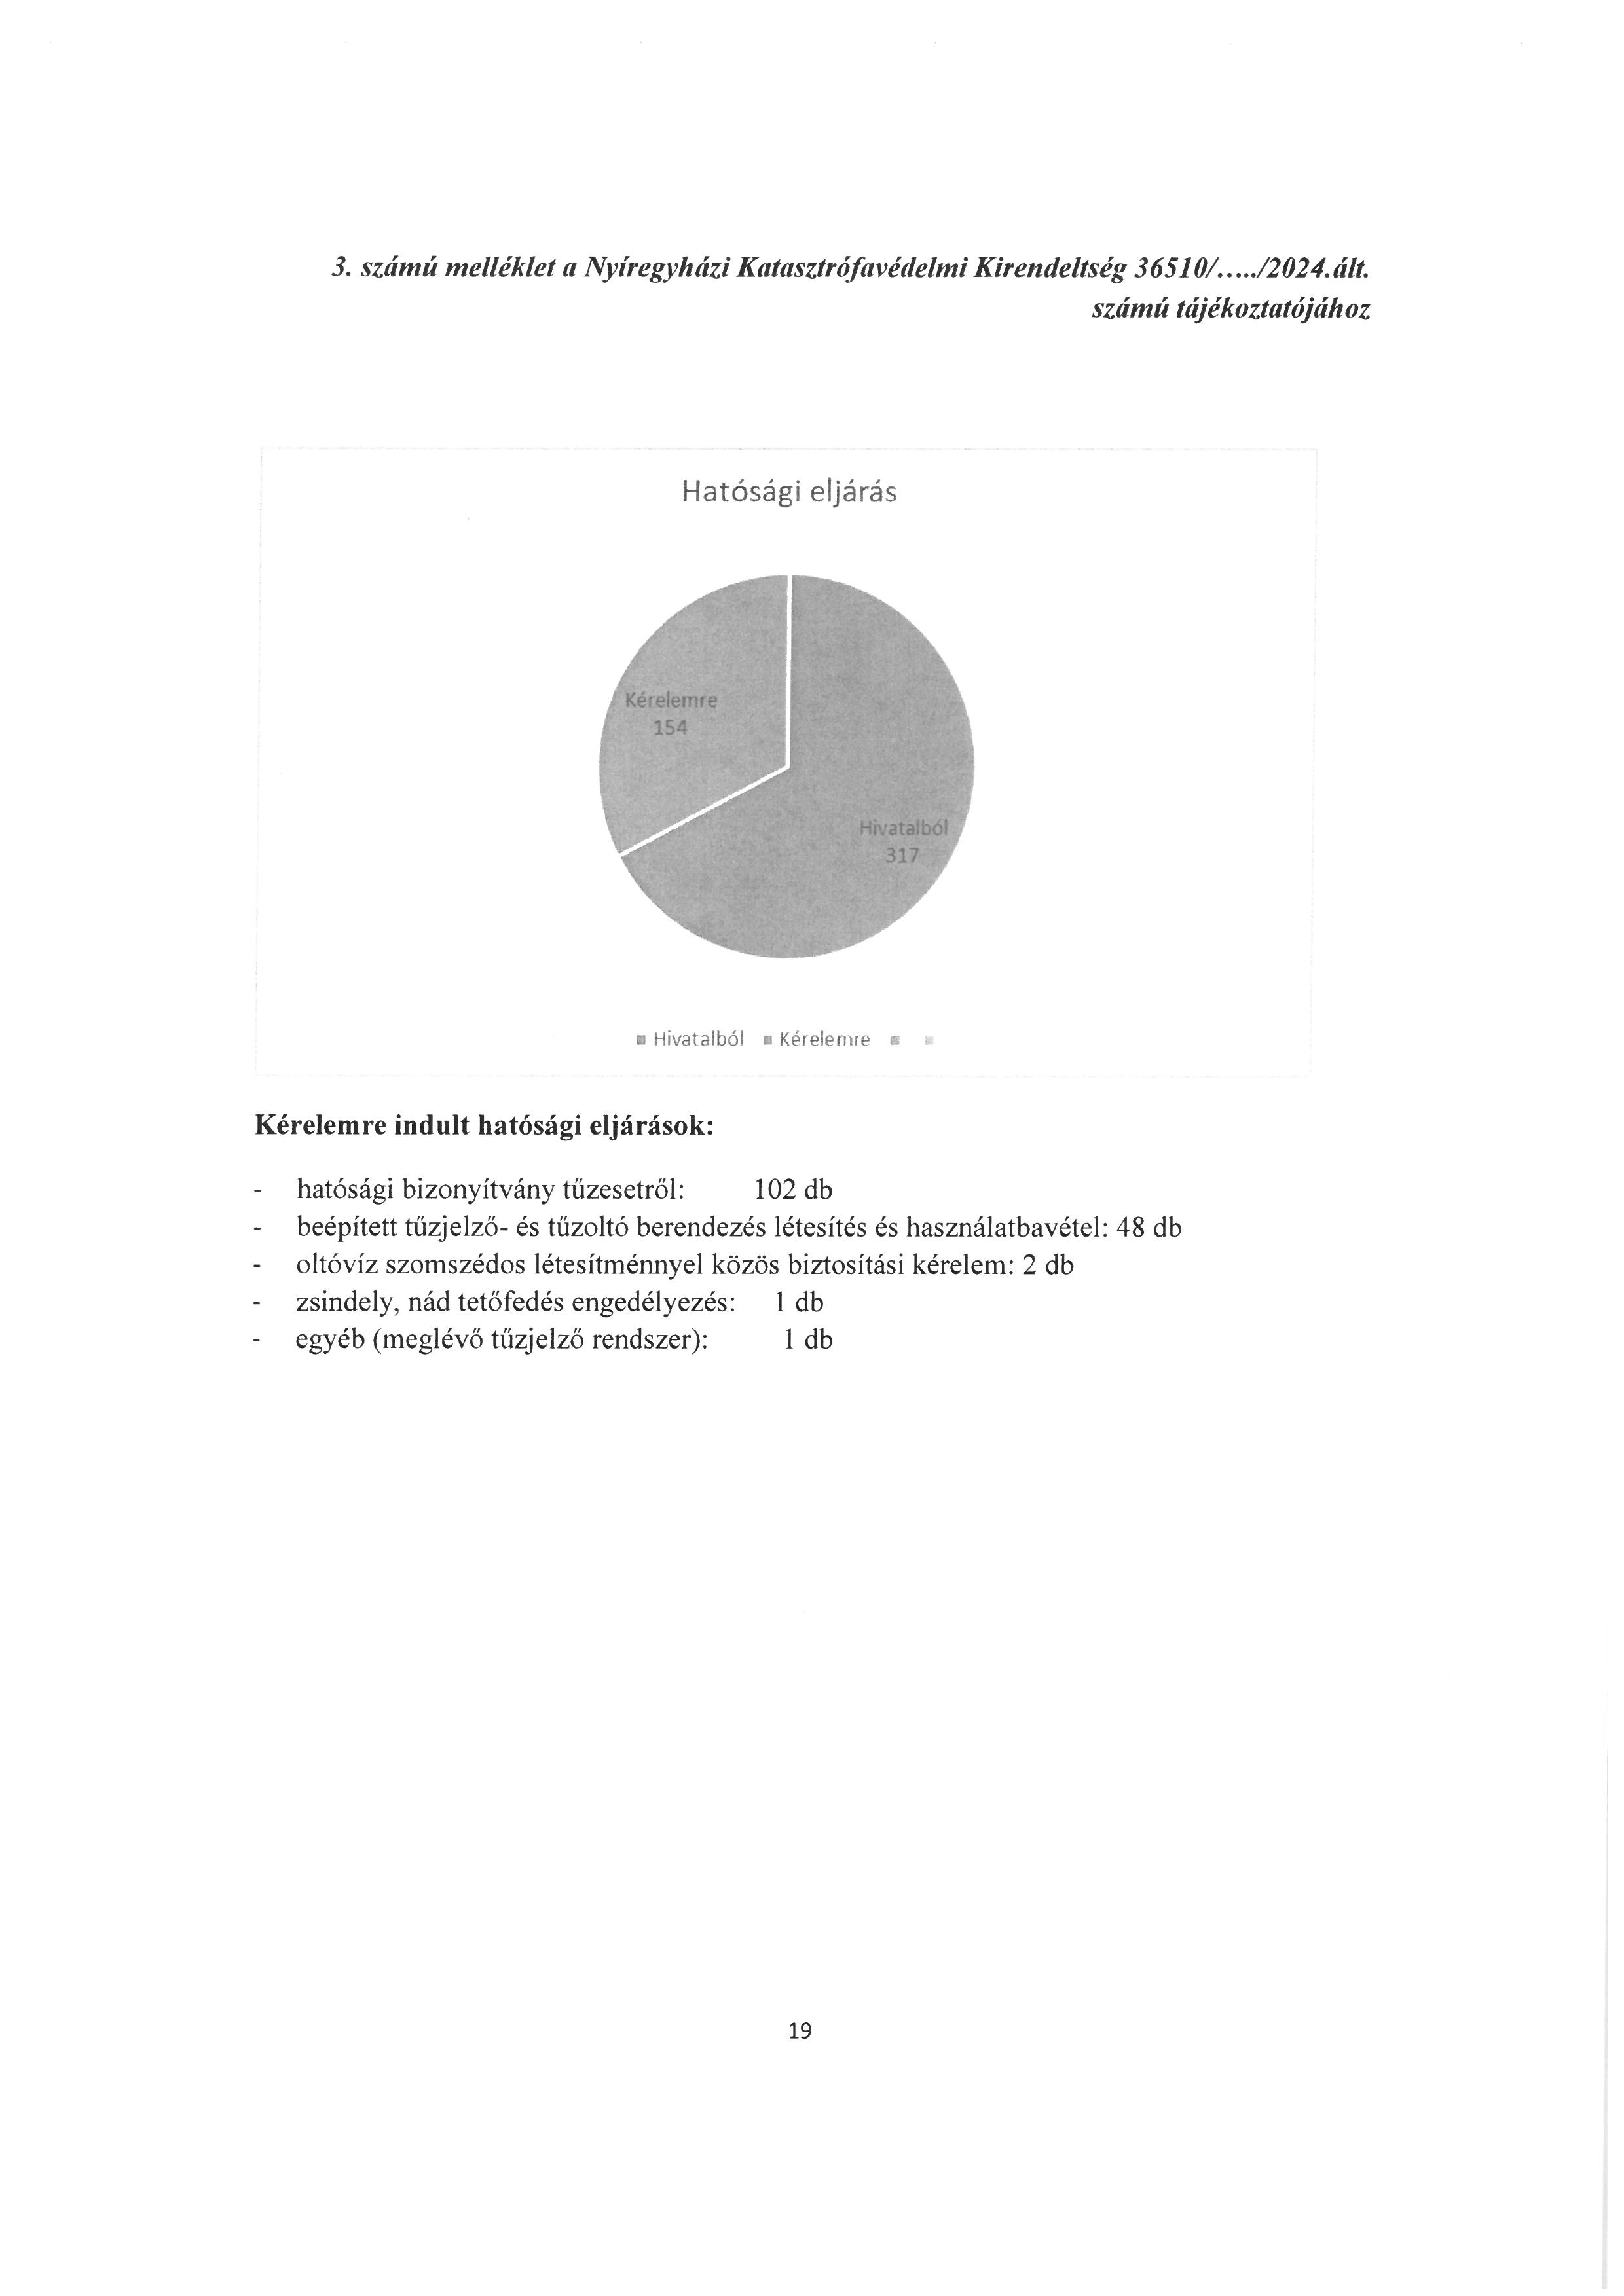 3. számú melléklet a Nyíregyházi Katasztrófavédelmi Kirendeltség 36510/...../2024.ált.
számú tájékoztatójához
Hatósági eljárás
Kérelemre
154
Hivatalból
317
Hivatalból Kérelemre
Kérelemre indult hatósági eljárások:
- hatósági bizonyítvány tűzesetről: 102 db
- beépített tűzjelző- és tűzoltó berendezés létesítés és használatbavétel: 48 db
- oltóvíz szomszédos létesítménnyel közös biztosítási kérelem: 2 db
- zsindely, nád tetőfedés engedélyezés: 1 db
- egyéb (meglévő tűzjelző rendszer): 1 db
19